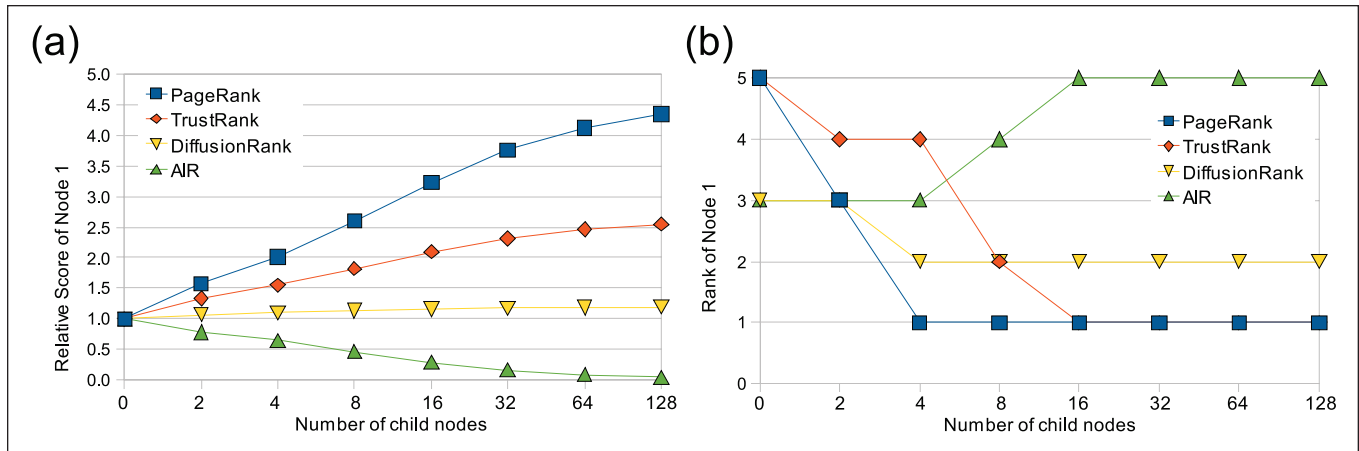 (a)
5.0
4.5
4.0
3.5
3.0
2.5
2.0
1.5
1.0
0.5
0.0
Relative Score of Node 1
PageRank
TrustRank
DiffusionRank
AIR
0 2 4 8 16 32 64 128
Number of child nodes
(b)
5
4
3
2
1
0
Rank of Node 1
PageRank
TrustRank
DiffusionRank
AIR
0 2 4 8 16 32 64 128
Number of child nodes